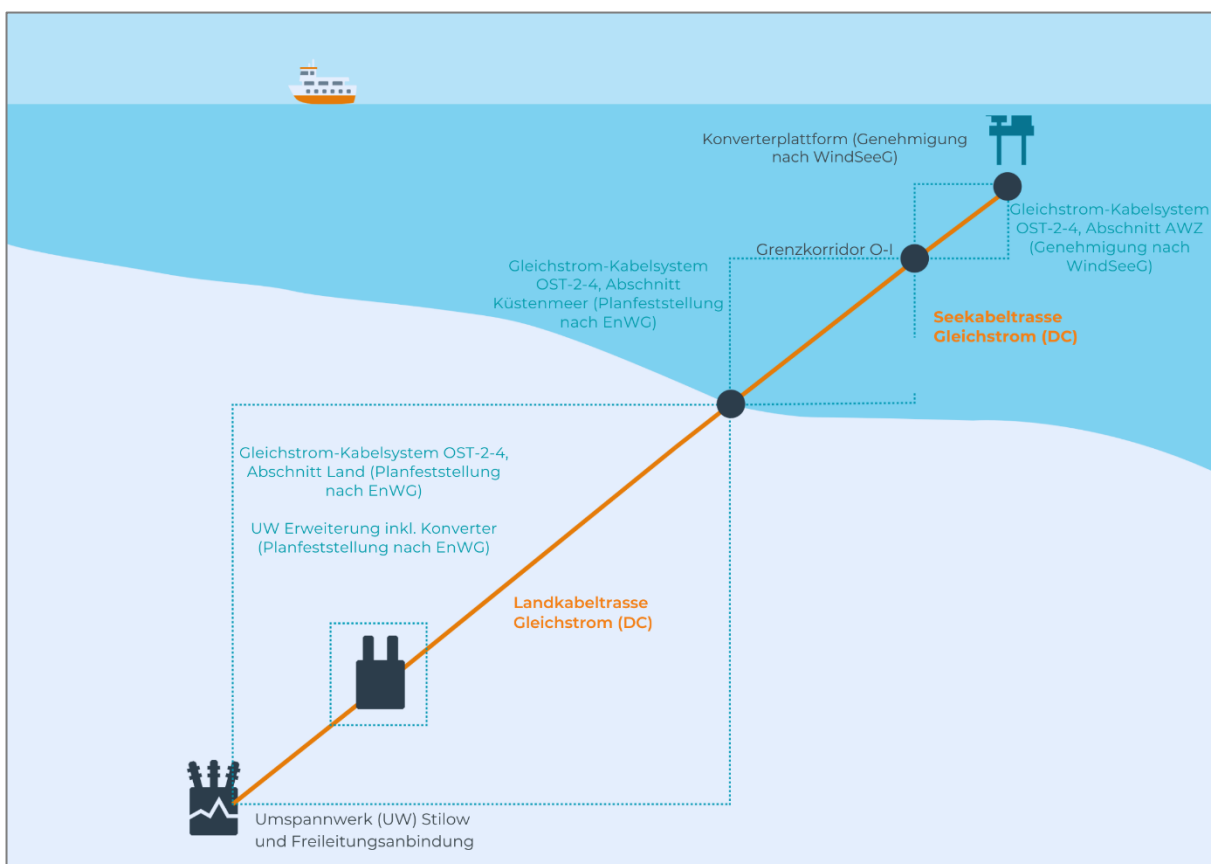 Konverterplattform (Genehmigung
nach WindSeeG)
Gleichstrom-Kabelsystem
OST-2-4, Abschnitt AWZ
(Genehmigung nach
WindSeeG)
Grenzkorridor O-I
Gleichstrom-Kabelsystem
OST-2-4, Abschnitt
Küstenmeer (Planfeststellung
nach EnWG)
Seekabeltrasse
Gleichstrom (DC)
Gleichstrom-Kabelsystem OST-2-4,
Abschnitt Land (Planfeststellung
nach EnWG)
UW Erweiterung inkl. Konverter
(Planfeststellung nach EnWG)
Landkabeltrasse
Gleichstrom (DC)
Umspannwerk (UW) Stilow
und Freileitungsanbindung